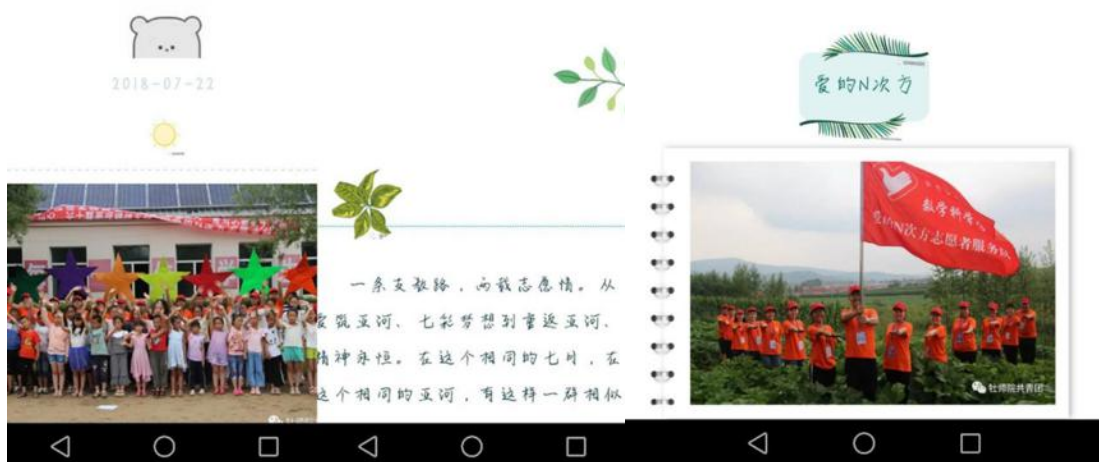 2018-07-22
一条支教路，两载志愿情。从
爱筑亚河、七彩梦想到重返亚河、
精神永恒。在这个相同的七月，在
这个相同的亚河，有这样一群相似
爱的N次方
数学科学
爱的N次方志愿者服务队
牡师院共青团